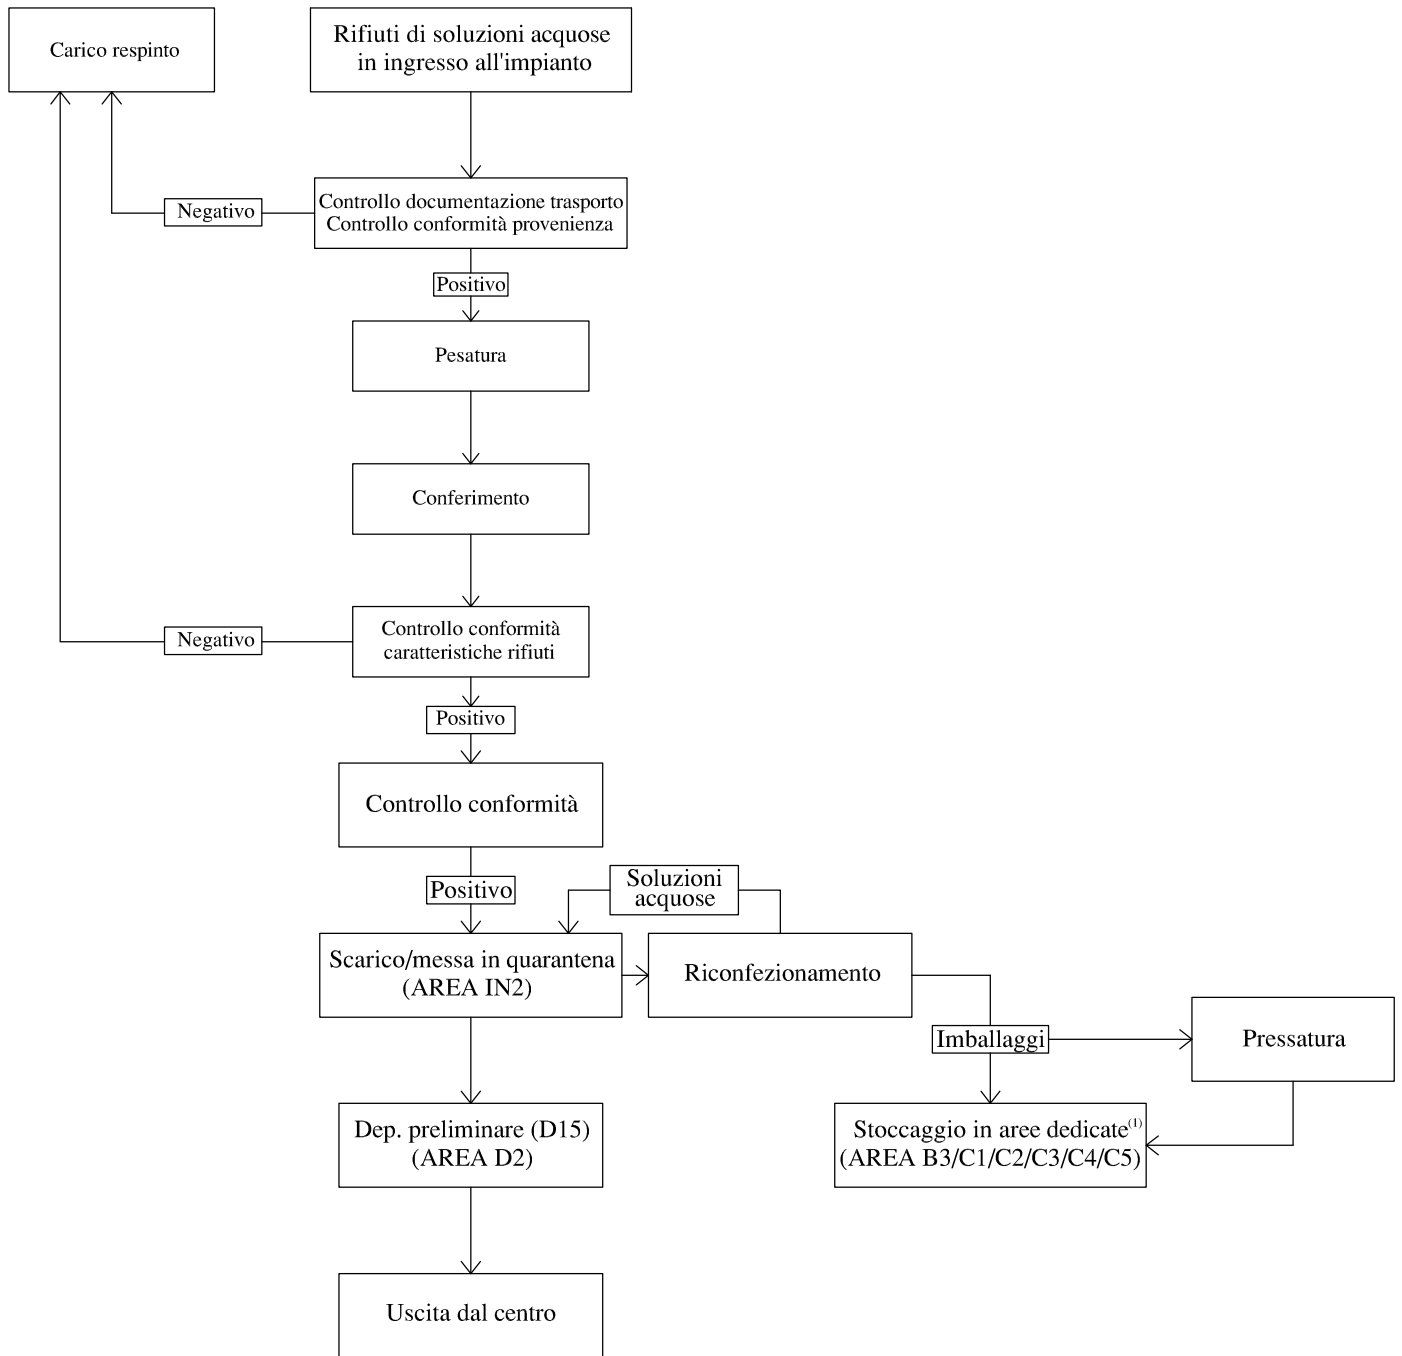 Carico respinto
Rifiuti di soluzioni acquose
in ingresso all'impianto
Controllo documentazione trasporto
Controllo conformità provenienza
Negativo
Positivo
Pesatura
Conferimento
Controllo conformità
caratteristiche rifiuti
Negativo
Positivo
Controllo conformità
Positivo
Soluzioni
acquose
Scarico/messa in quarantena
(AREA IN2)
Riconfezionamento
Imballaggi
Pressatura
Dep. preliminare (D15)
(AREA D2)
Stoccaggio in aree dedicate(1)
(AREA B3/C1/C2/C3/C4/C5)
Uscita dal centro